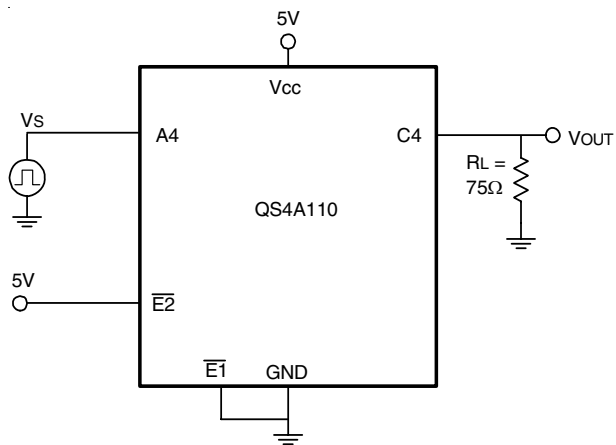 5V
Vcc
VS
A4
C4
VOUT
RL =
75Ω
QS4A110
5V
E2
E1
GND